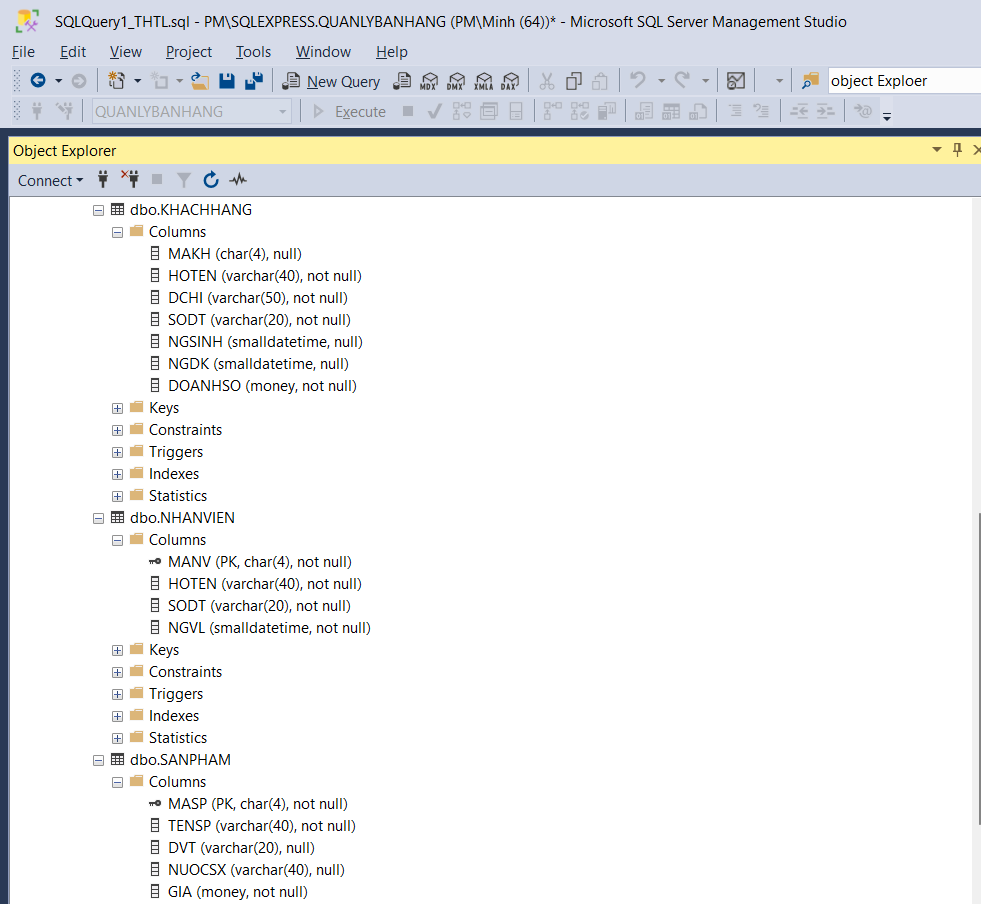 SQLQuery1_THTL.sql - PM\SQLEXPRESS.QUANLYBANHANG (PM\Minh (64))* - Microsoft SQL Server Management Studio
File Edit View Project Tools Window Help
New Query MDX DMX XMLA DAX object Exploer
QUANLYBANHANG Execute
Object Explorer
Connect
dbo.KHACHHANG
Columns
MAKH (char(4), null)
HOTEN (varchar(40), not null)
DCHI (varchar(50), not null)
SODT (varchar(20), not null)
NGSINH (smalldatetime, null)
NGDK (smalldatetime, null)
DOANHSO (money, not null)
Keys
Constraints
Triggers
Indexes
Statistics
dbo.NHANVIEN
Columns
MANV (PK, char(4), not null)
HOTEN (varchar(40), not null)
SODT (varchar(20), not null)
NGVL (smalldatetime, not null)
Keys
Constraints
Triggers
Indexes
Statistics
dbo.SANPHAM
Columns
MASP (PK, char(4), not null)
TENSP (varchar(40), not null)
DVT (varchar(20), null)
NUOCSX (varchar(40), null)
GIA (money, not null)